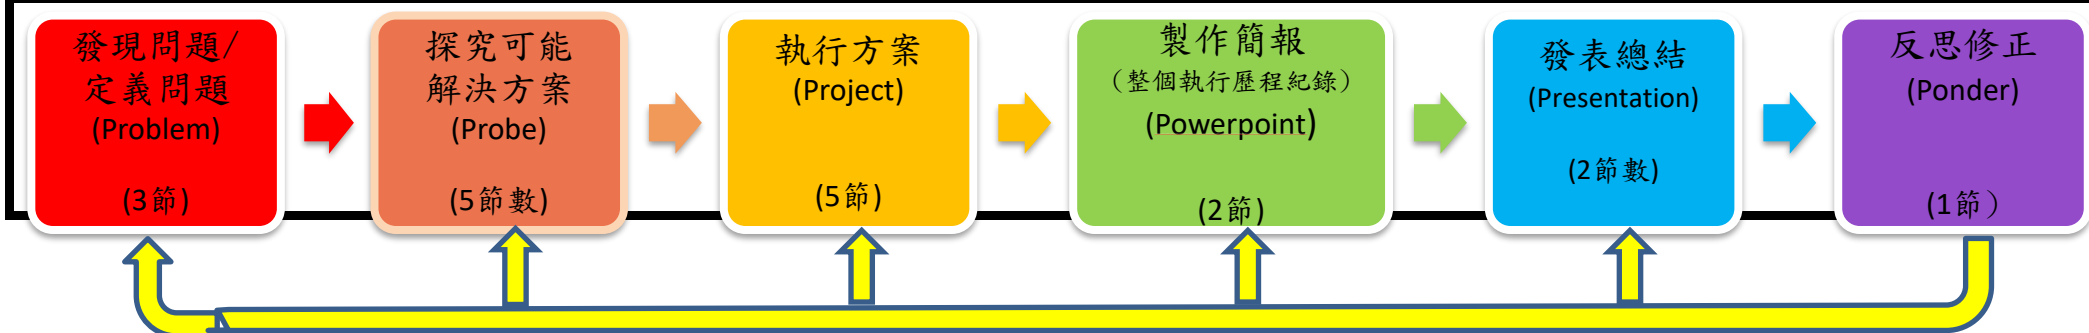 發現問題/
定義問題
(Problem)
(3節)
探究可能
解決方案
(Probe)
(5節數)
執行方案
(Project)
(5節)
製作簡報
（整個執行歷程紀錄）
(Powerpoint)
(2節)
發表總結
(Presentation)
(2節數)
反思修正
(Ponder)
(1節）